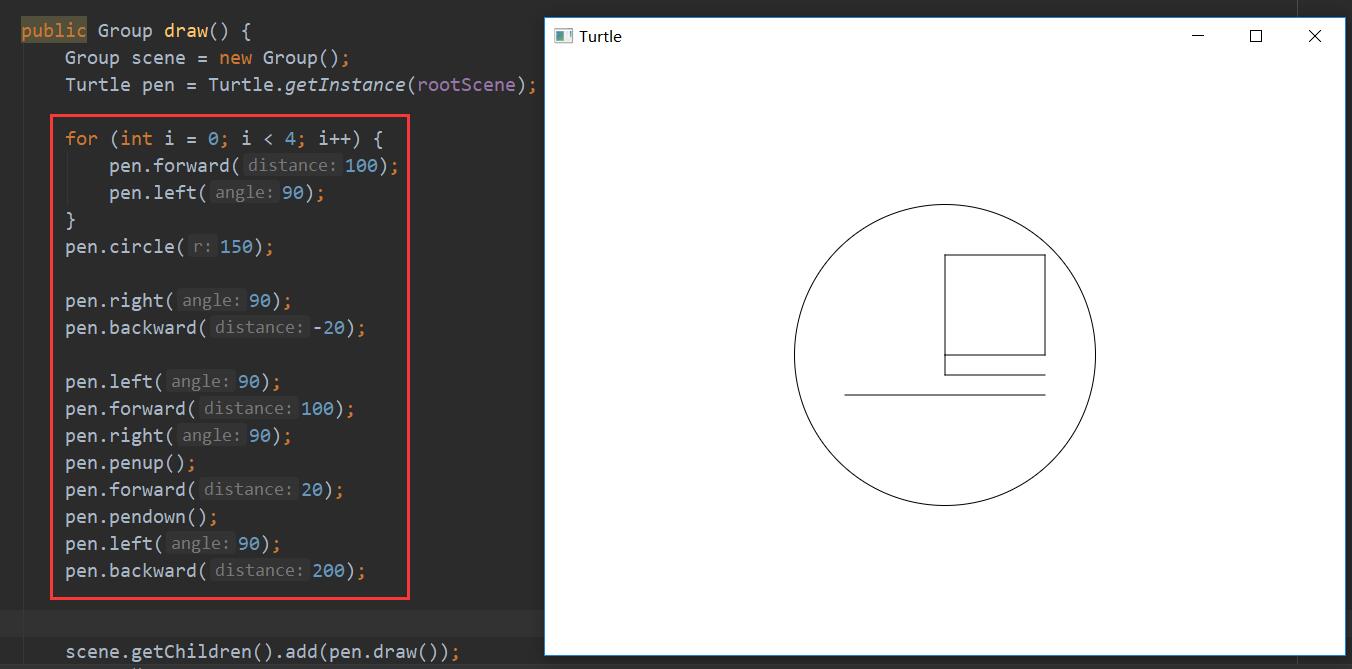 public Group draw() {
Group scene = new Group();
Turtle pen = Turtle.getInstance(rootScene);
for (int i = 0; i < 4; i++) {
pen.forward( distance: 100);
pen.left( angle: 90);
}
pen.circle( r: 150);
pen.right( angle: 90);
pen.backward( distance: -20);
pen.left( angle: 90);
pen.forward( distance: 100);
pen.right( angle: 90);
pen.penup();
pen.forward( distance: 20);
pen.pendown();
pen.left( angle: 90);
pen.backward( distance: 200);
scene.getChildren().add(pen.draw());
Turtle